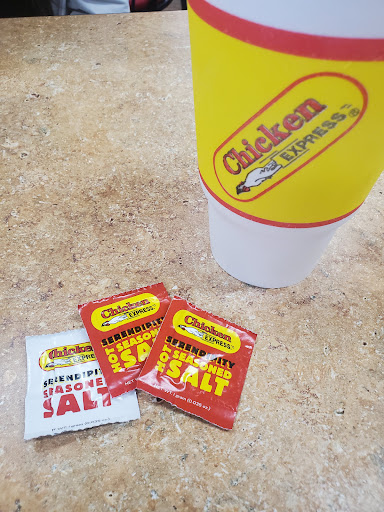 Chicken
EXPRESS
®
Chicken
EXPRESS
SERENDIPITY
SEASONED
SALT
Chicken
EXPRESS
SERENDIPITY
HOT SEASONED
SALT
Chicken
EXPRESS
SERENDIPITY
HOT SEASONED
SALT